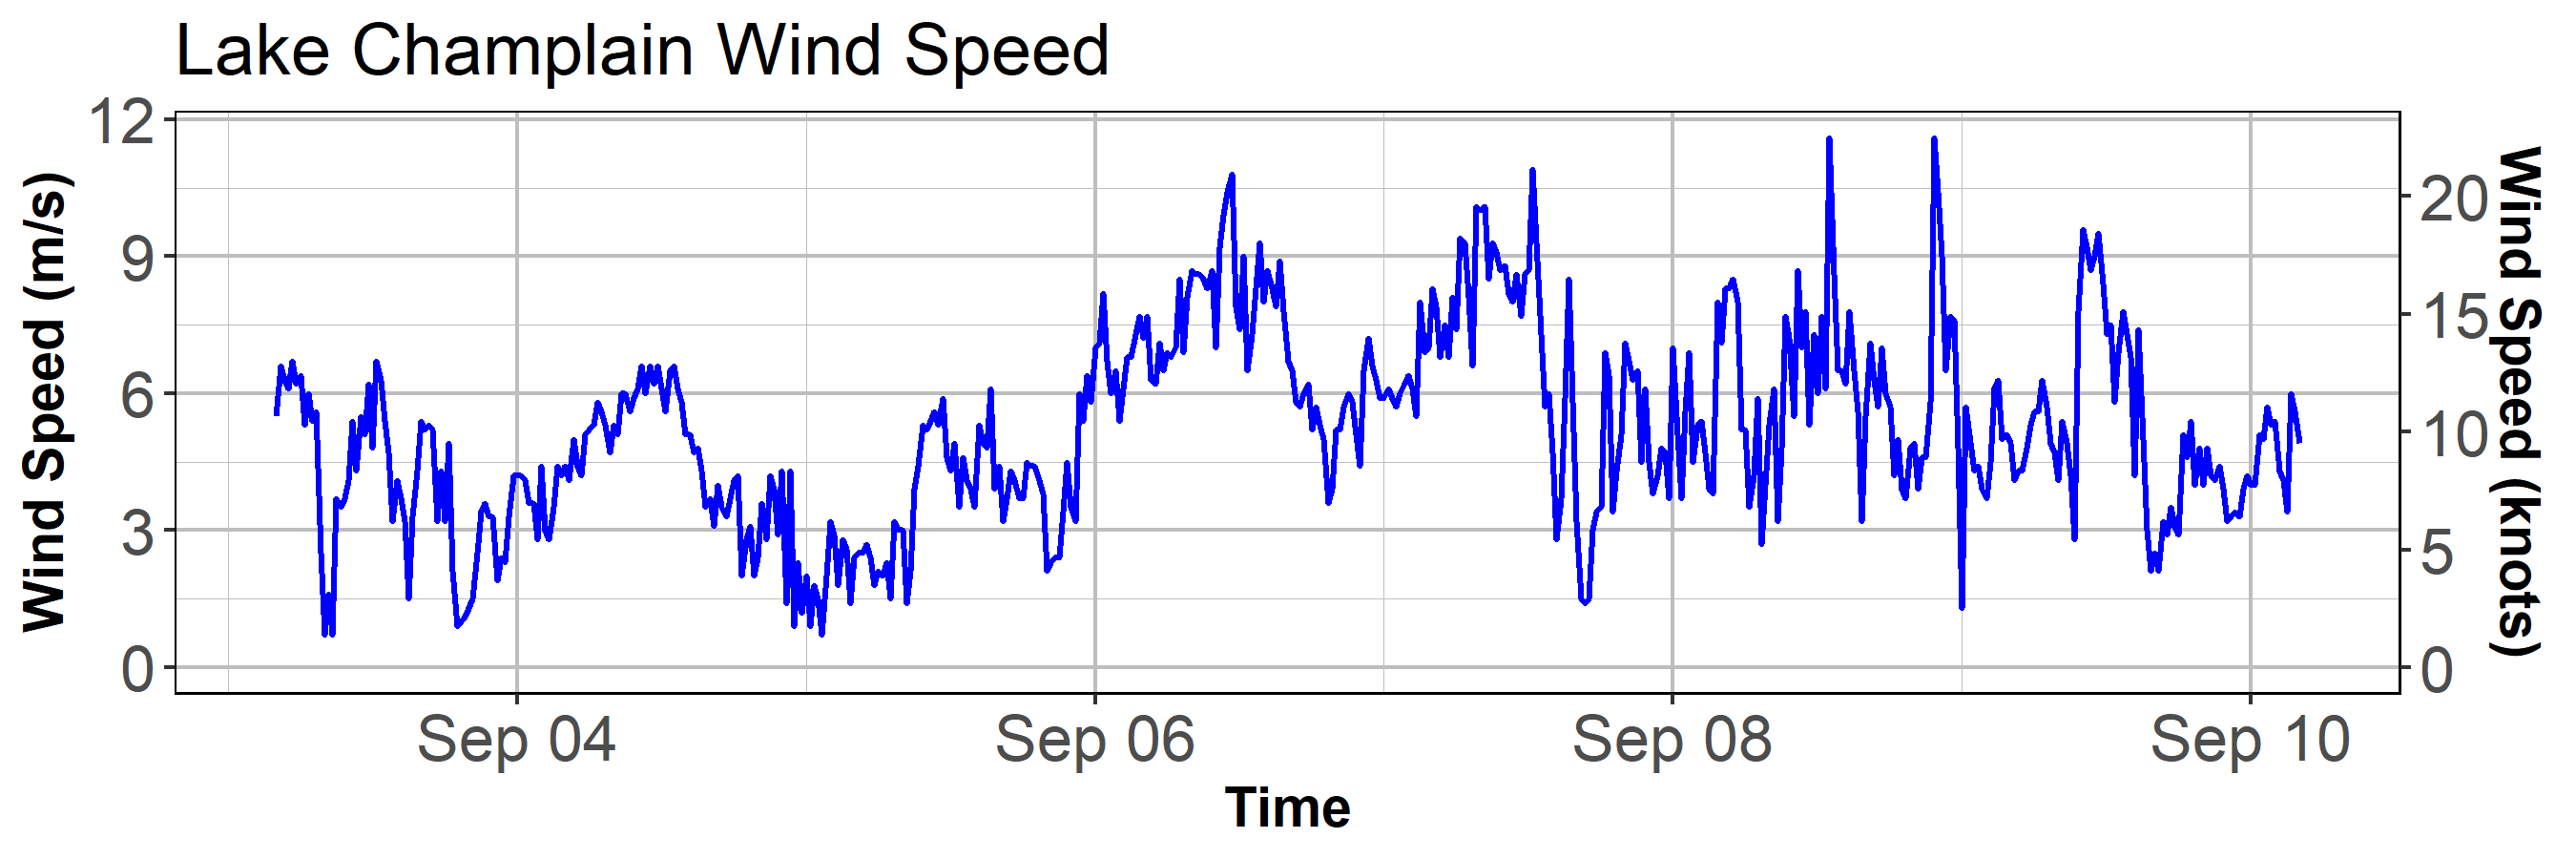 Lake Champlain Wind Speed
Wind Speed (m/s)
12
9
6
3
0
20
15
10
5
0
Wind Speed (knots)
Sep 04 Sep 06 Sep 08 Sep 10
Time